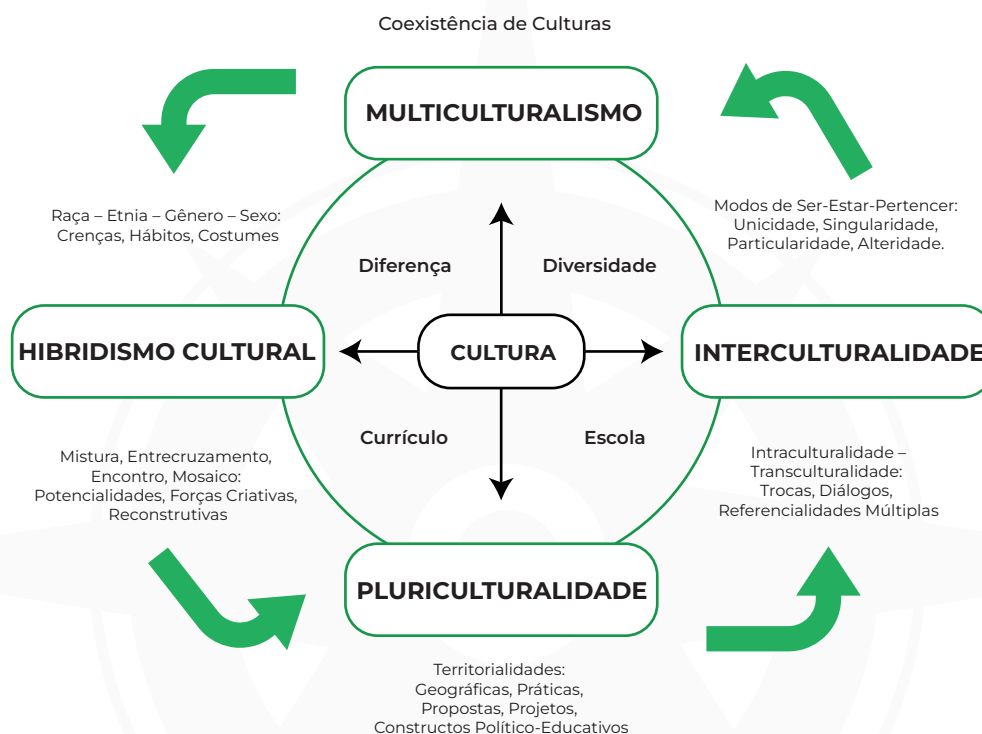 Coexistência de Culturas
MULTICULTURALISMO
Raça – Etnia – Gênero – Sexo:
Crenças, Hábitos, Costumes
Modos de Ser-Estar-Pertencer:
Unicidade, Singularidade,
Particularidade, Alteridade.
Diferença
Diversidade
HIBRIDISMO CULTURAL
CULTURA
INTERCULTURALIDADE
Currículo
Escola
Mistura, Entrecruzamento,
Encontro, Mosaico:
Potencialidades, Forças Criativas,
Reconstrutivas
Intraculturalidade –
Transculturalidade:
Trocas, Diálogos,
Referencialidades Múltiplas
PLURICULTURALIDADE
Territorialidades:
Geográficas, Práticas,
Propostas, Projetos,
Constructos Político-Educativos